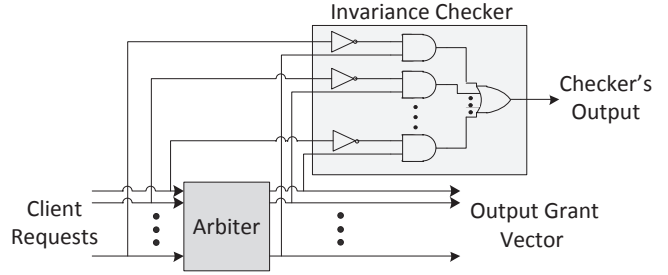 Invariance Checker
Checker's
Output
Client
Requests
Arbiter
Output Grant
Vector